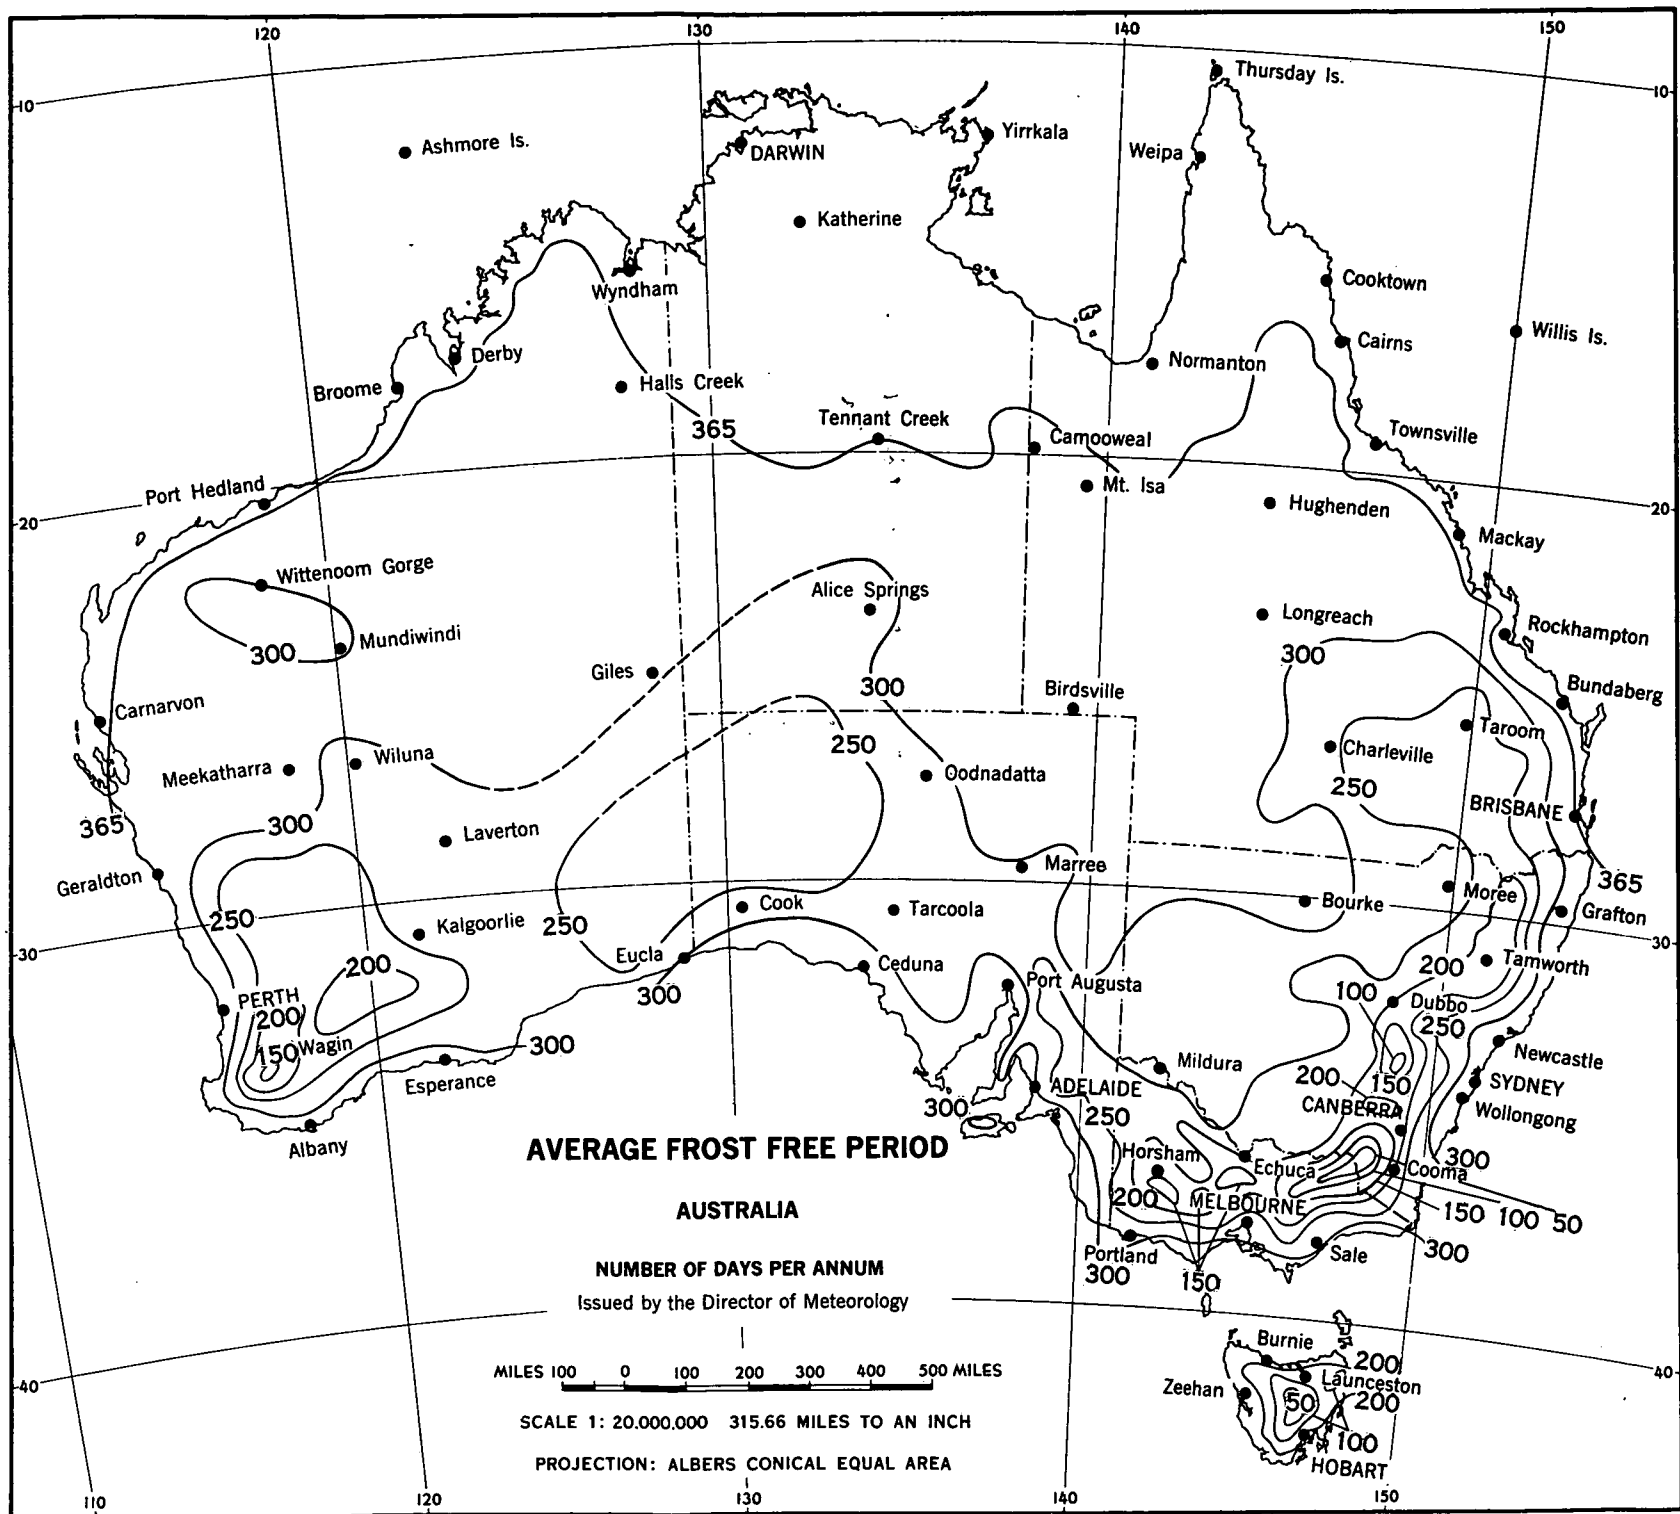 120
130
140
150
10
10
Thursday Is.
Ashmore Is.
DARWIN
Yirrkala
Weipa
Katherine
Wyndham
Cooktown
Willis Is.
Cairns
Derby
Broome
Halls Creek
Normanton
365
Tennant Creek
Camooweal
Townsville
Port Hedland
Mt. Isa
20
20
Hughenden
Mackay
Wittenoom Gorge
Alice Springs
Longreach
Rockhampton
Mundiwindi
300
300
Giles
300
Birdsville
Bundaberg
Carnarvon
Taroom
250
Charleville
Wiluna
Meekatharra
Oodnadatta
250
BRISBANE
365
300
Laverton
Marree
Geraldton
365
Moree
Cook
Tarcoola
Bourke
Grafton
250
Kalgoorlie
250
30
30
Eucla
Ceduna
200
200
Tamworth
Port Augusta
100
PERTH
300
Dubbo
200
250
Wagin
150
300
Newcastle
Mildura
Esperance
200
150
SYDNEY
ADELAIDE
300
250
CANBERRA
Wollongong
Albany
AVERAGE FROST FREE PERIOD
Horsham
Echuca
300
Cooma
200
MELBOURNE
AUSTRALIA
150 100 50
Portland
Sale
300
NUMBER OF DAYS PER ANNUM
300
150
Issued by the Director of Meteorology
Burnie
MILES 100 0 100 200 300 400 500 MILES
200
40
40
Zeehan
Launceston
50
200
SCALE 1: 20.000,000 315.66 MILES TO AN INCH
100
PROJECTION: ALBERS CONICAL EQUAL AREA
HOBART
110
120
130
140
150